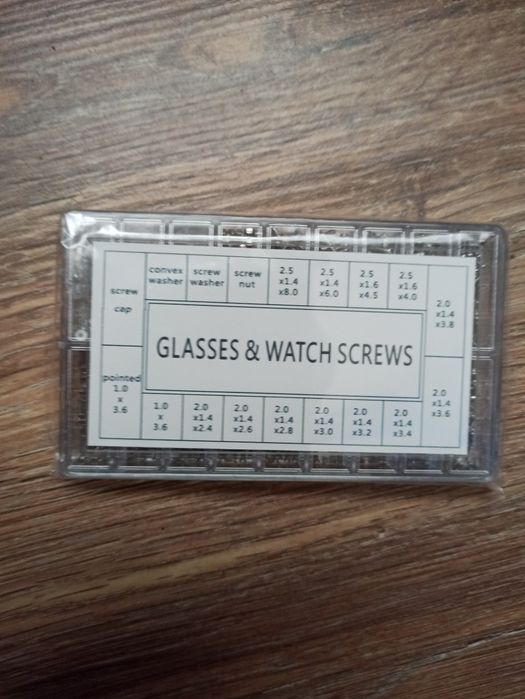 screw
cap
convex
washer
screw
washer
screw
nut
2.5
x1.4
x8.0
2.5
x1.4
x6.0
2.5
x1.6
x4.5
2.5
x1.6
x4.0
2.0
x1.4
x3.8
GLASSES & WATCH SCREWS
pointed
1.0
x
3.6
1.0
x
3.6
2.0
x1.4
x2.4
2.0
x1.4
x2.6
2.0
x1.4
x2.8
2.0
x1.4
x3.0
2.0
x1.4
x3.2
2.0
x1.4
x3.4
2.0
x1.4
x3.6